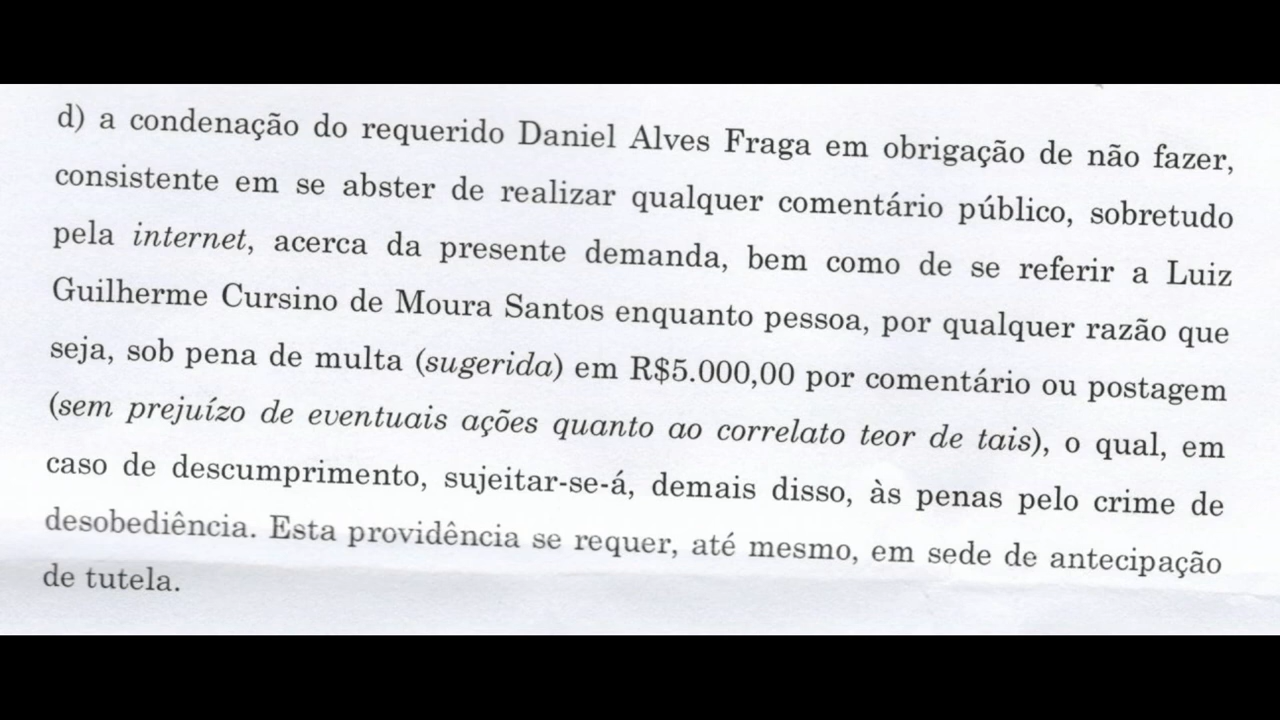 d) a condenação do requerido Daniel Alves Fraga em obrigação de não fazer,
consistente em se abster de realizar qualquer comentário público, sobretudo
pela internet, acerca da presente demanda, bem como de se referir a Luiz
Guilherme Cursino de Moura Santos enquanto pessoa, por qualquer razão que
seja, sob pena de multa (sugerida) em R$5.000,00 por comentário ou postagem
(sem prejuízo de eventuais ações quanto ao correlato teor de tais), o qual, em
caso de descumprimento, sujeitar-se-á, demais disso, às penas pelo crime de
desobediência. Esta providência se requer, até mesmo, em sede de antecipação
de tutela.